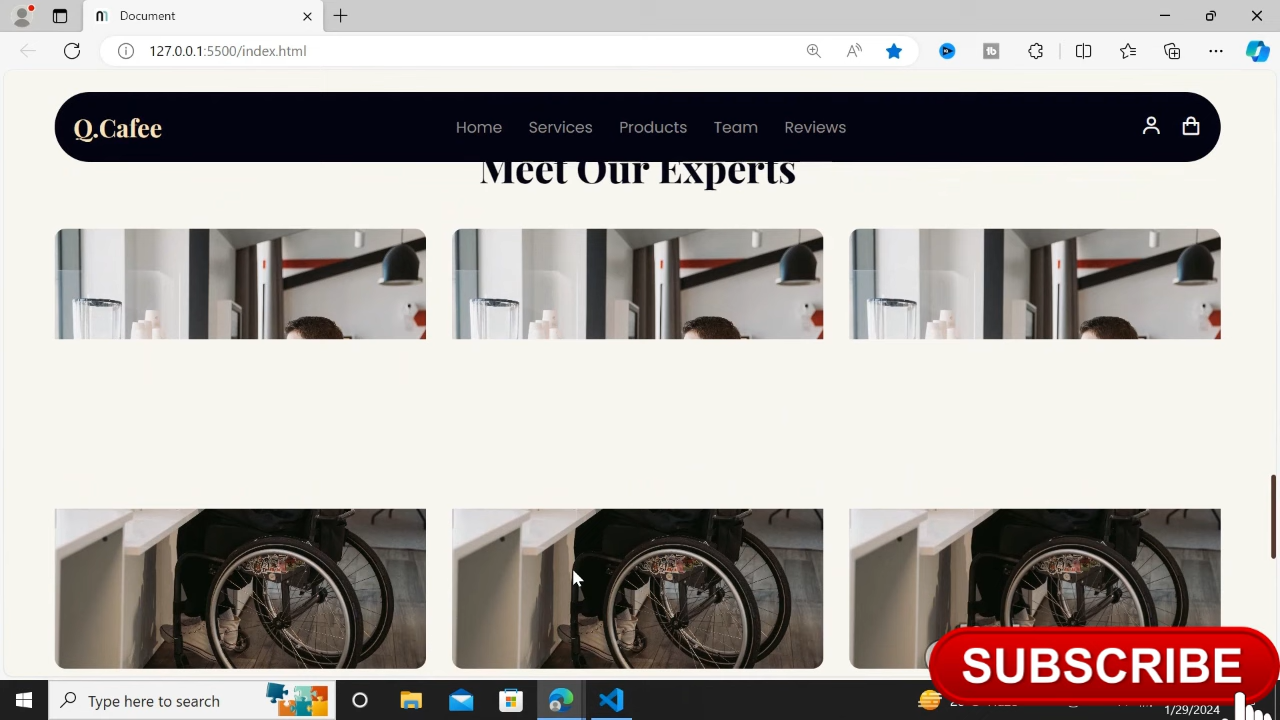 Document
127.0.0.1:5500/index.html
Q.Cafee
Home
Services
Products
Team
Reviews
Meet Our Experts
SUBSCRIBE
Type here to search
1/29/2024